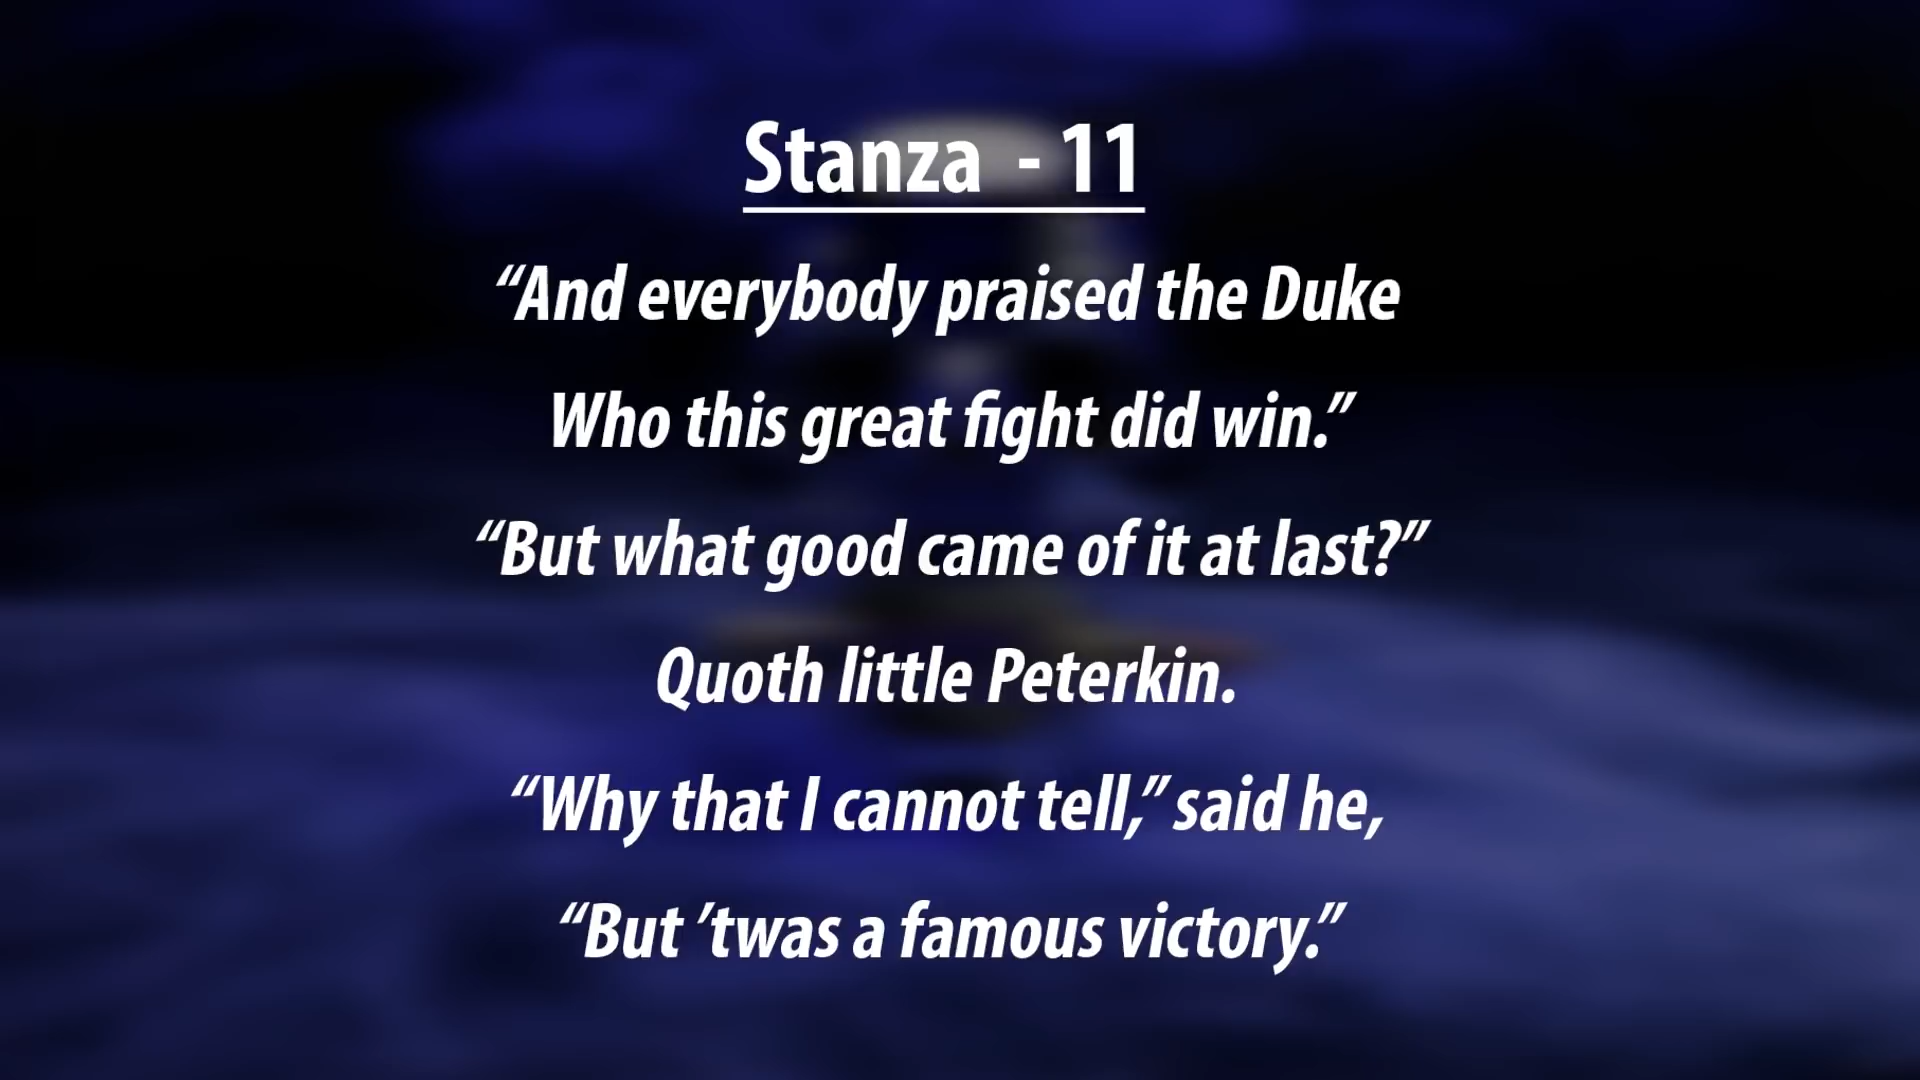 Stanza - 11
“And everybody praised the Duke
Who this great fight did win.”
“But what good came of it at last?”
Quoth little Peterkin.
“Why that I cannot tell,” said he,
“But ’twas a famous victory.”